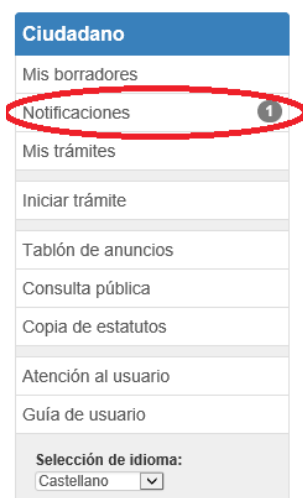 Ciudadano
Mis borradores
Notificaciones 1
Mis trámites
Iniciar trámite
Tablón de anuncios
Consulta pública
Copia de estatutos
Atención al usuario
Guía de usuario
Selección de idioma:
Castellano